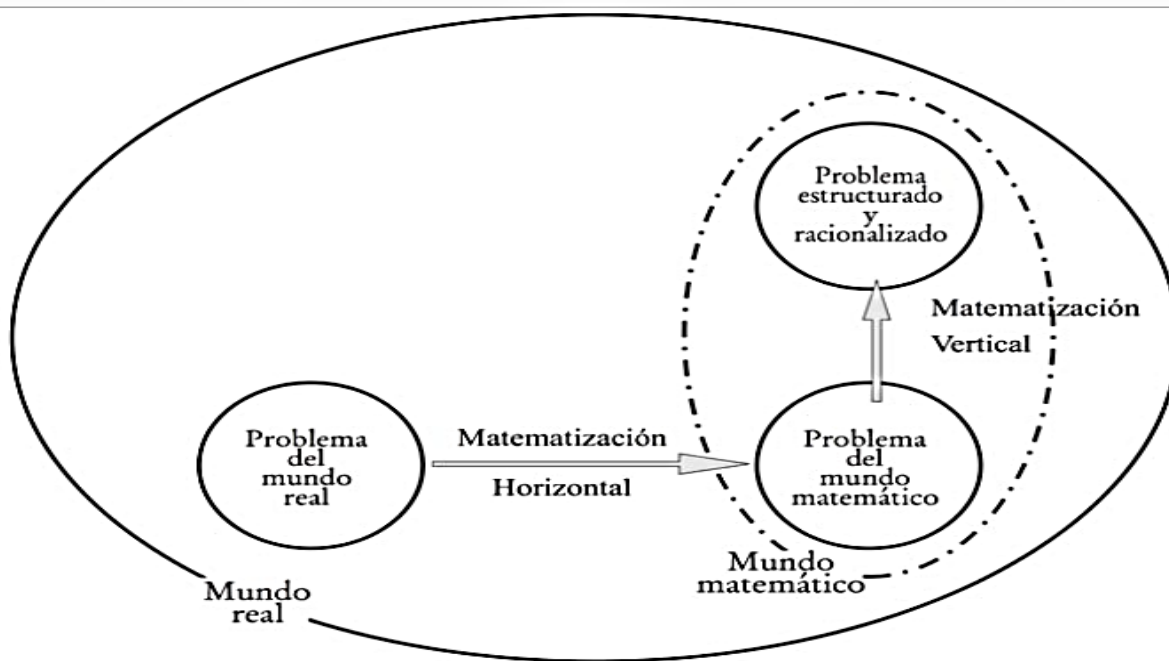 Problema
estructurado
y
racionalizado
Matematización
Vertical
Problema
del
mundo
real
Matematización
Horizontal
Problema
del
mundo
matemático
Mundo
matemático
Mundo
real